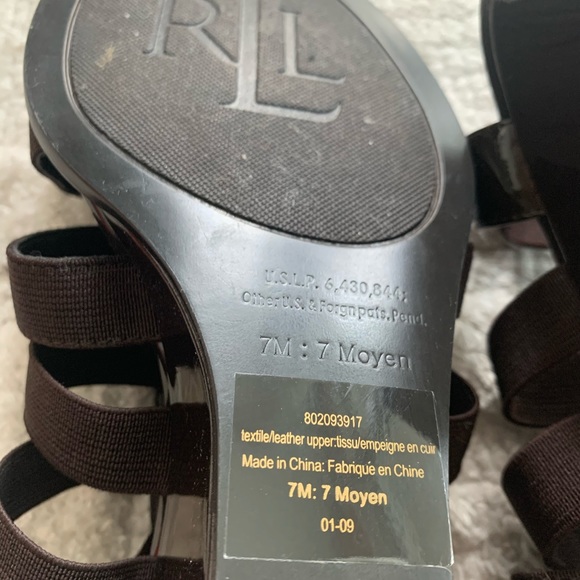 RLL
U.S.L.P. 6,430,844;
Other U.S. & Forgn pats. Pend.
7M : 7 Moyen
802093917
textile/leather upper:tissu/empeigne en cuir
Made in China: Fabriqué en Chine
7M: 7 Moyen
01-09